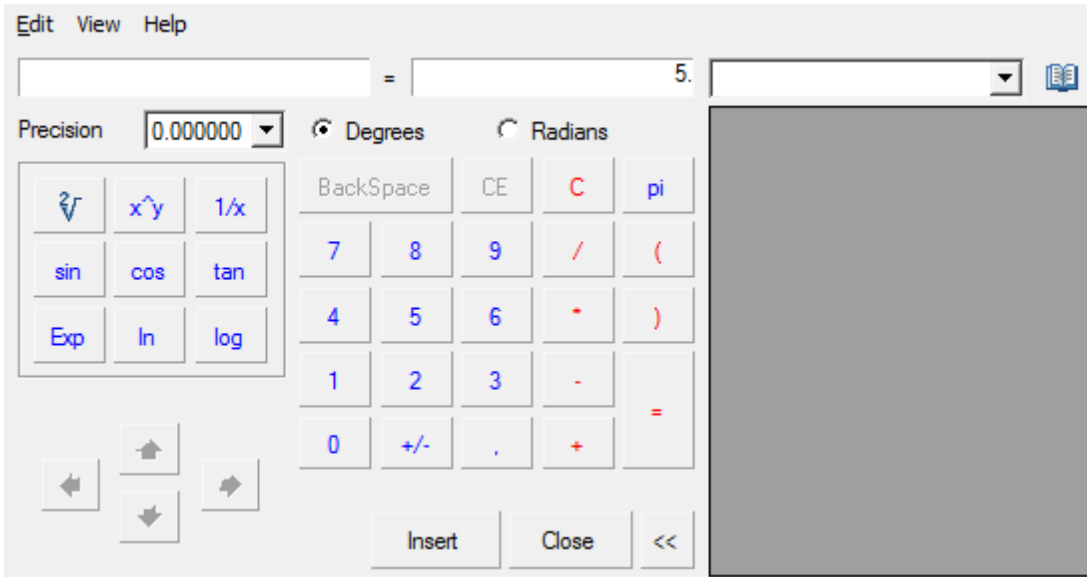 Edit View Help
= 5.
Precision 0.000000 Degrees Radians
BackSpace CE C pi
2√ x^y 1/x
7 8 9 / (
sin cos tan
4 5 6 * )
Exp ln log
1 2 3 -
=
0 +/- , +
Insert Close <<